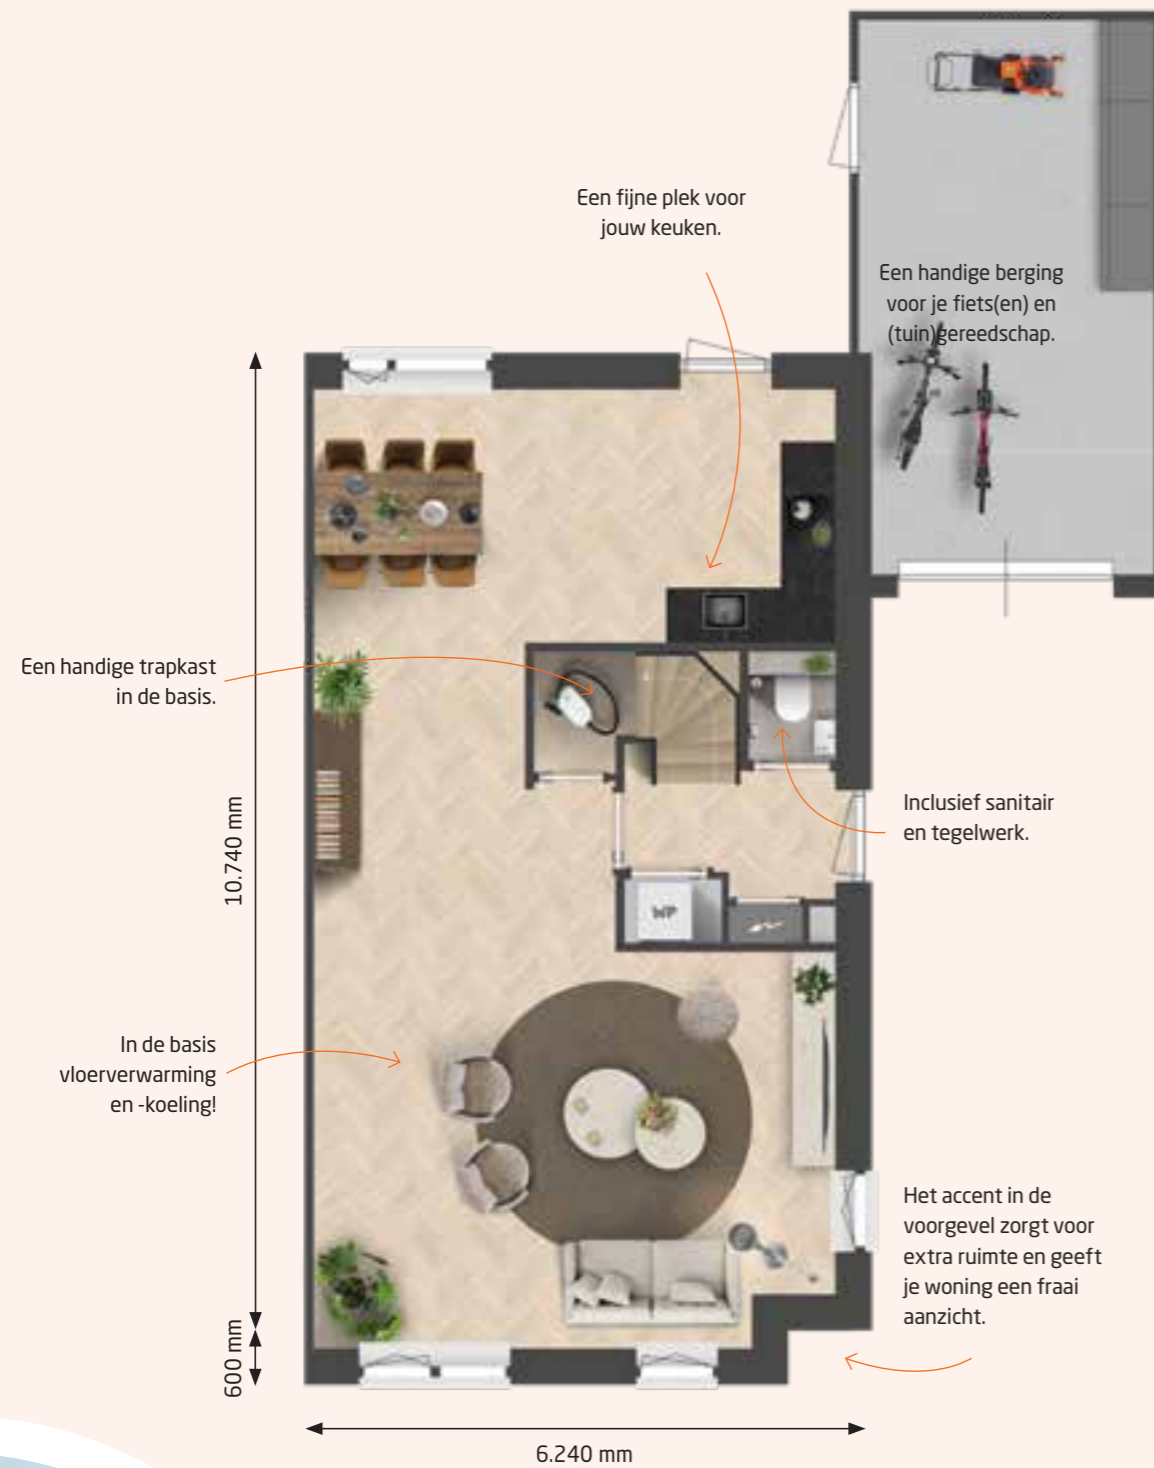 Een fijne plek voor
jouw keuken.
Een handige berging
voor je fiets(en) en
(tuin)gereedschap.
Een handige trapkast
in de basis.
10.740 mm
WP
Inclusief sanitair
en tegelwerk.
In de basis
vloerverwarming
en -koeling!
Het accent in de
voorgevel zorgt voor
extra ruimte en geeft
je woning een fraai
aanzicht.
600 mm
6.240 mm